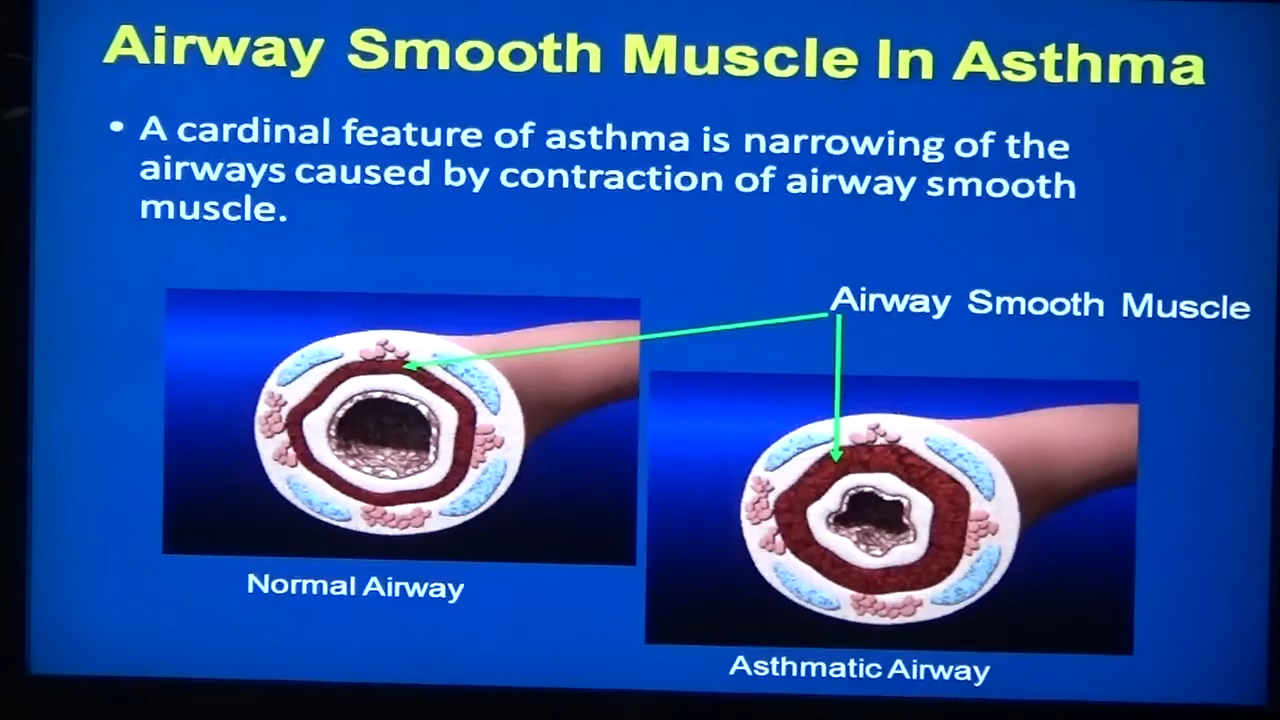 Airway Smooth Muscle In Asthma
• A cardinal feature of asthma is narrowing of the
airways caused by contraction of airway smooth
muscle.
Airway Smooth Muscle
Normal Airway
Asthmatic Airway